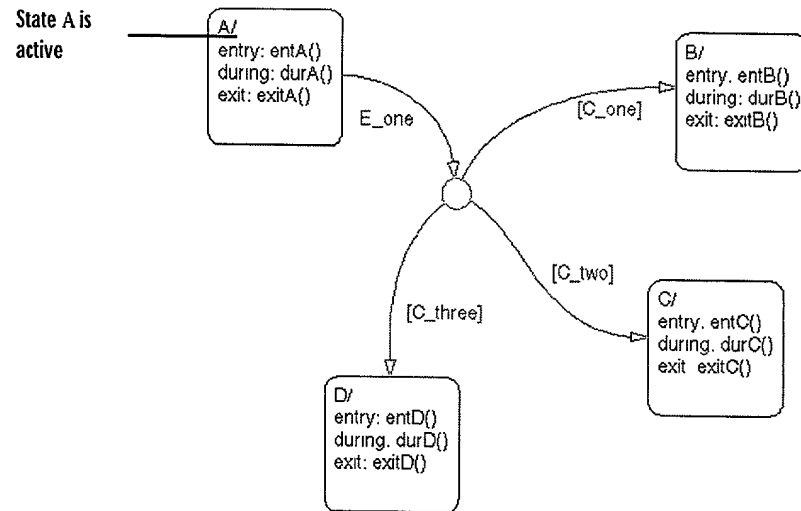 State A is
active
A/
entry: entA()
during: durA()
exit: exitA()
E_one
[C_one]
B/
entry. entB()
during: durB()
exit: exitB()
[C_two]
C/
entry. entC()
during. durC()
exit exitC()
[C_three]
D/
entry: entD()
during. durD()
exit: exitD()